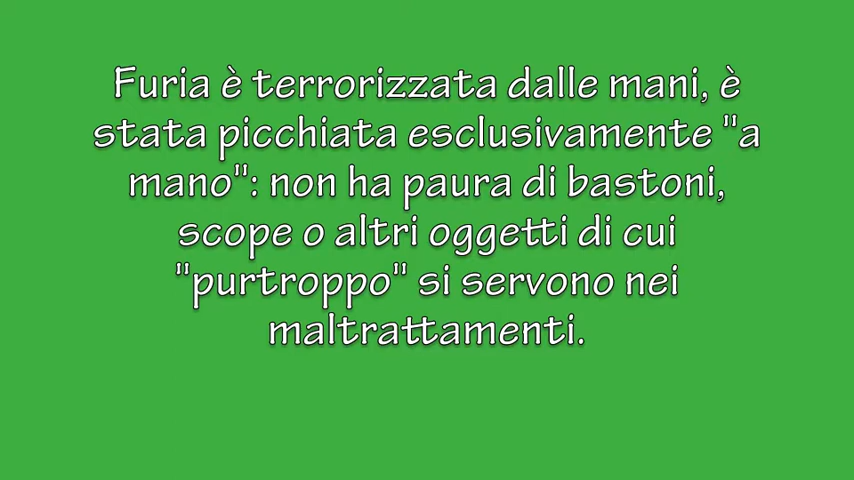 Furia è terrorizzata dalle mani, è
stata picchiata esclusivamente "a
mano": non ha paura di bastoni,
scope o altri oggetti di cui
"purtroppo" si servono nei
maltrattamenti.